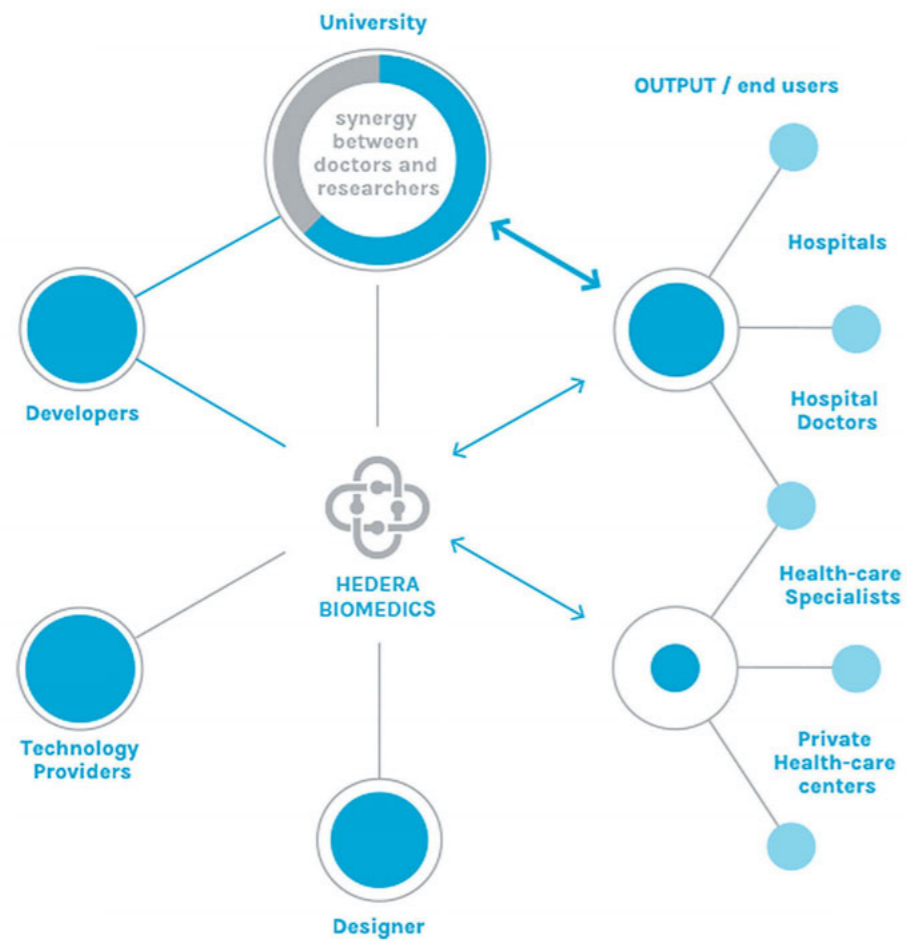 University
synergy
between
doctors and
researchers
OUTPUT / end users
Hospitals
Developers
Hospital
Doctors
HEDERA
BIOMEDICS
Health-care
Specialists
Technology
Providers
Private
Health-care
centers
Designer